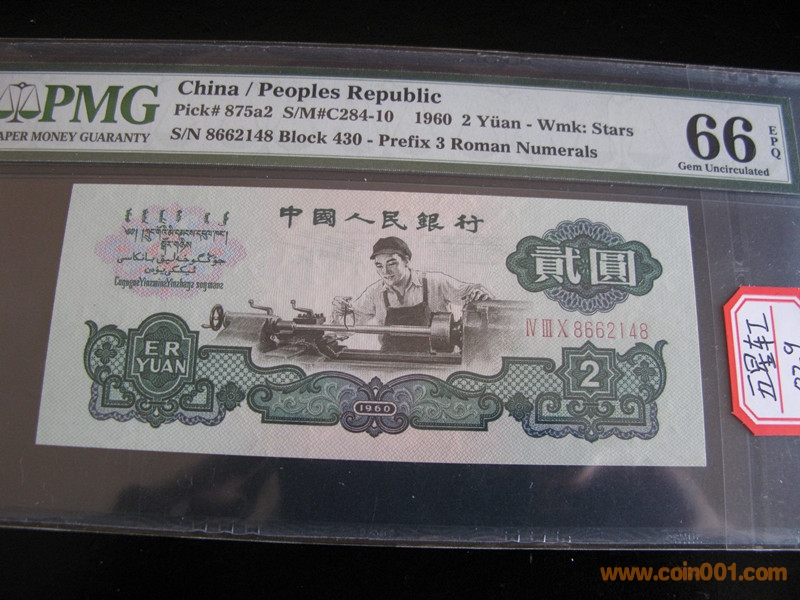 PMG
PAPER MONEY GUARANTY
China / Peoples Republic
Pick# 875a2 S/M#C284-10 1960 2 Yüan - Wmk: Stars
S/N 8662148 Block 430 - Prefix 3 Roman Numerals
66
EPQ
Gem Uncirculated
中國人民銀行
貳圓
IV III X 8662148
ER
YUAN
1960
2
五星
www.coin001.com